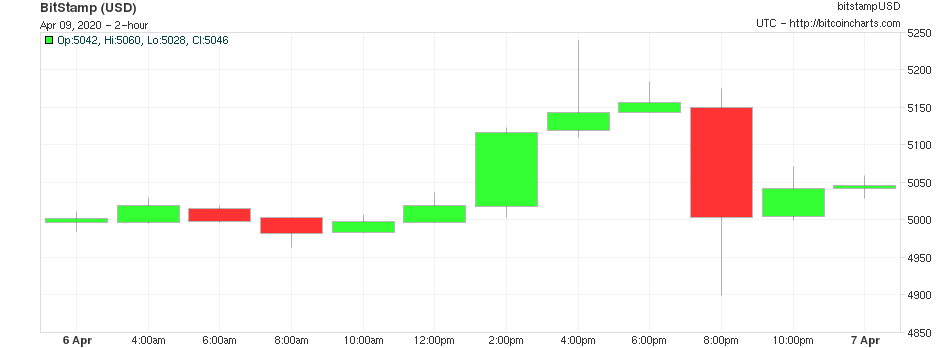 BitStamp (USD)
bitstampUSD
Apr 09, 2020 - 2-hour
UTC - http://bitcoincharts.com
Op:5042, Hi:5060, Lo:5028, Cl:5046
5250
5200
5150
5100
5050
5000
4950
4900
4850
6 Apr 4:00am 6:00am 8:00am 10:00am 12:00pm 2:00pm 4:00pm 6:00pm 8:00pm 10:00pm 7 Apr